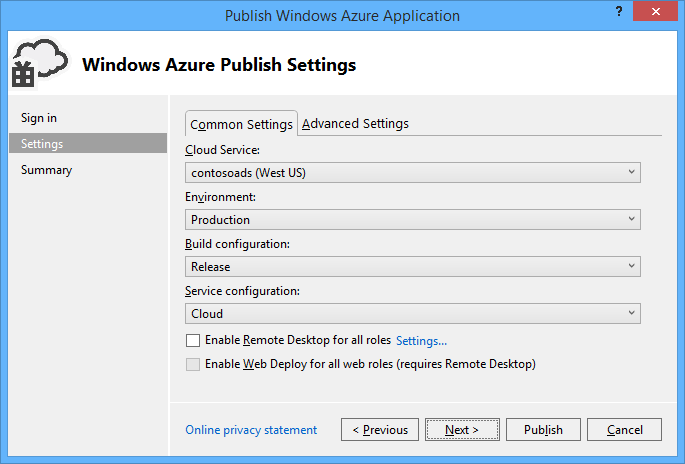 Publish Windows Azure Application
?
Windows Azure Publish Settings
Sign in
Settings
Summary
Common Settings
Advanced Settings
Cloud Service:
contosoads (West US)
Environment:
Production
Build configuration:
Release
Service configuration:
Cloud
Enable Remote Desktop for all roles Settings...
Enable Web Deploy for all web roles (requires Remote Desktop)
Online privacy statement
< Previous
Next >
Publish
Cancel